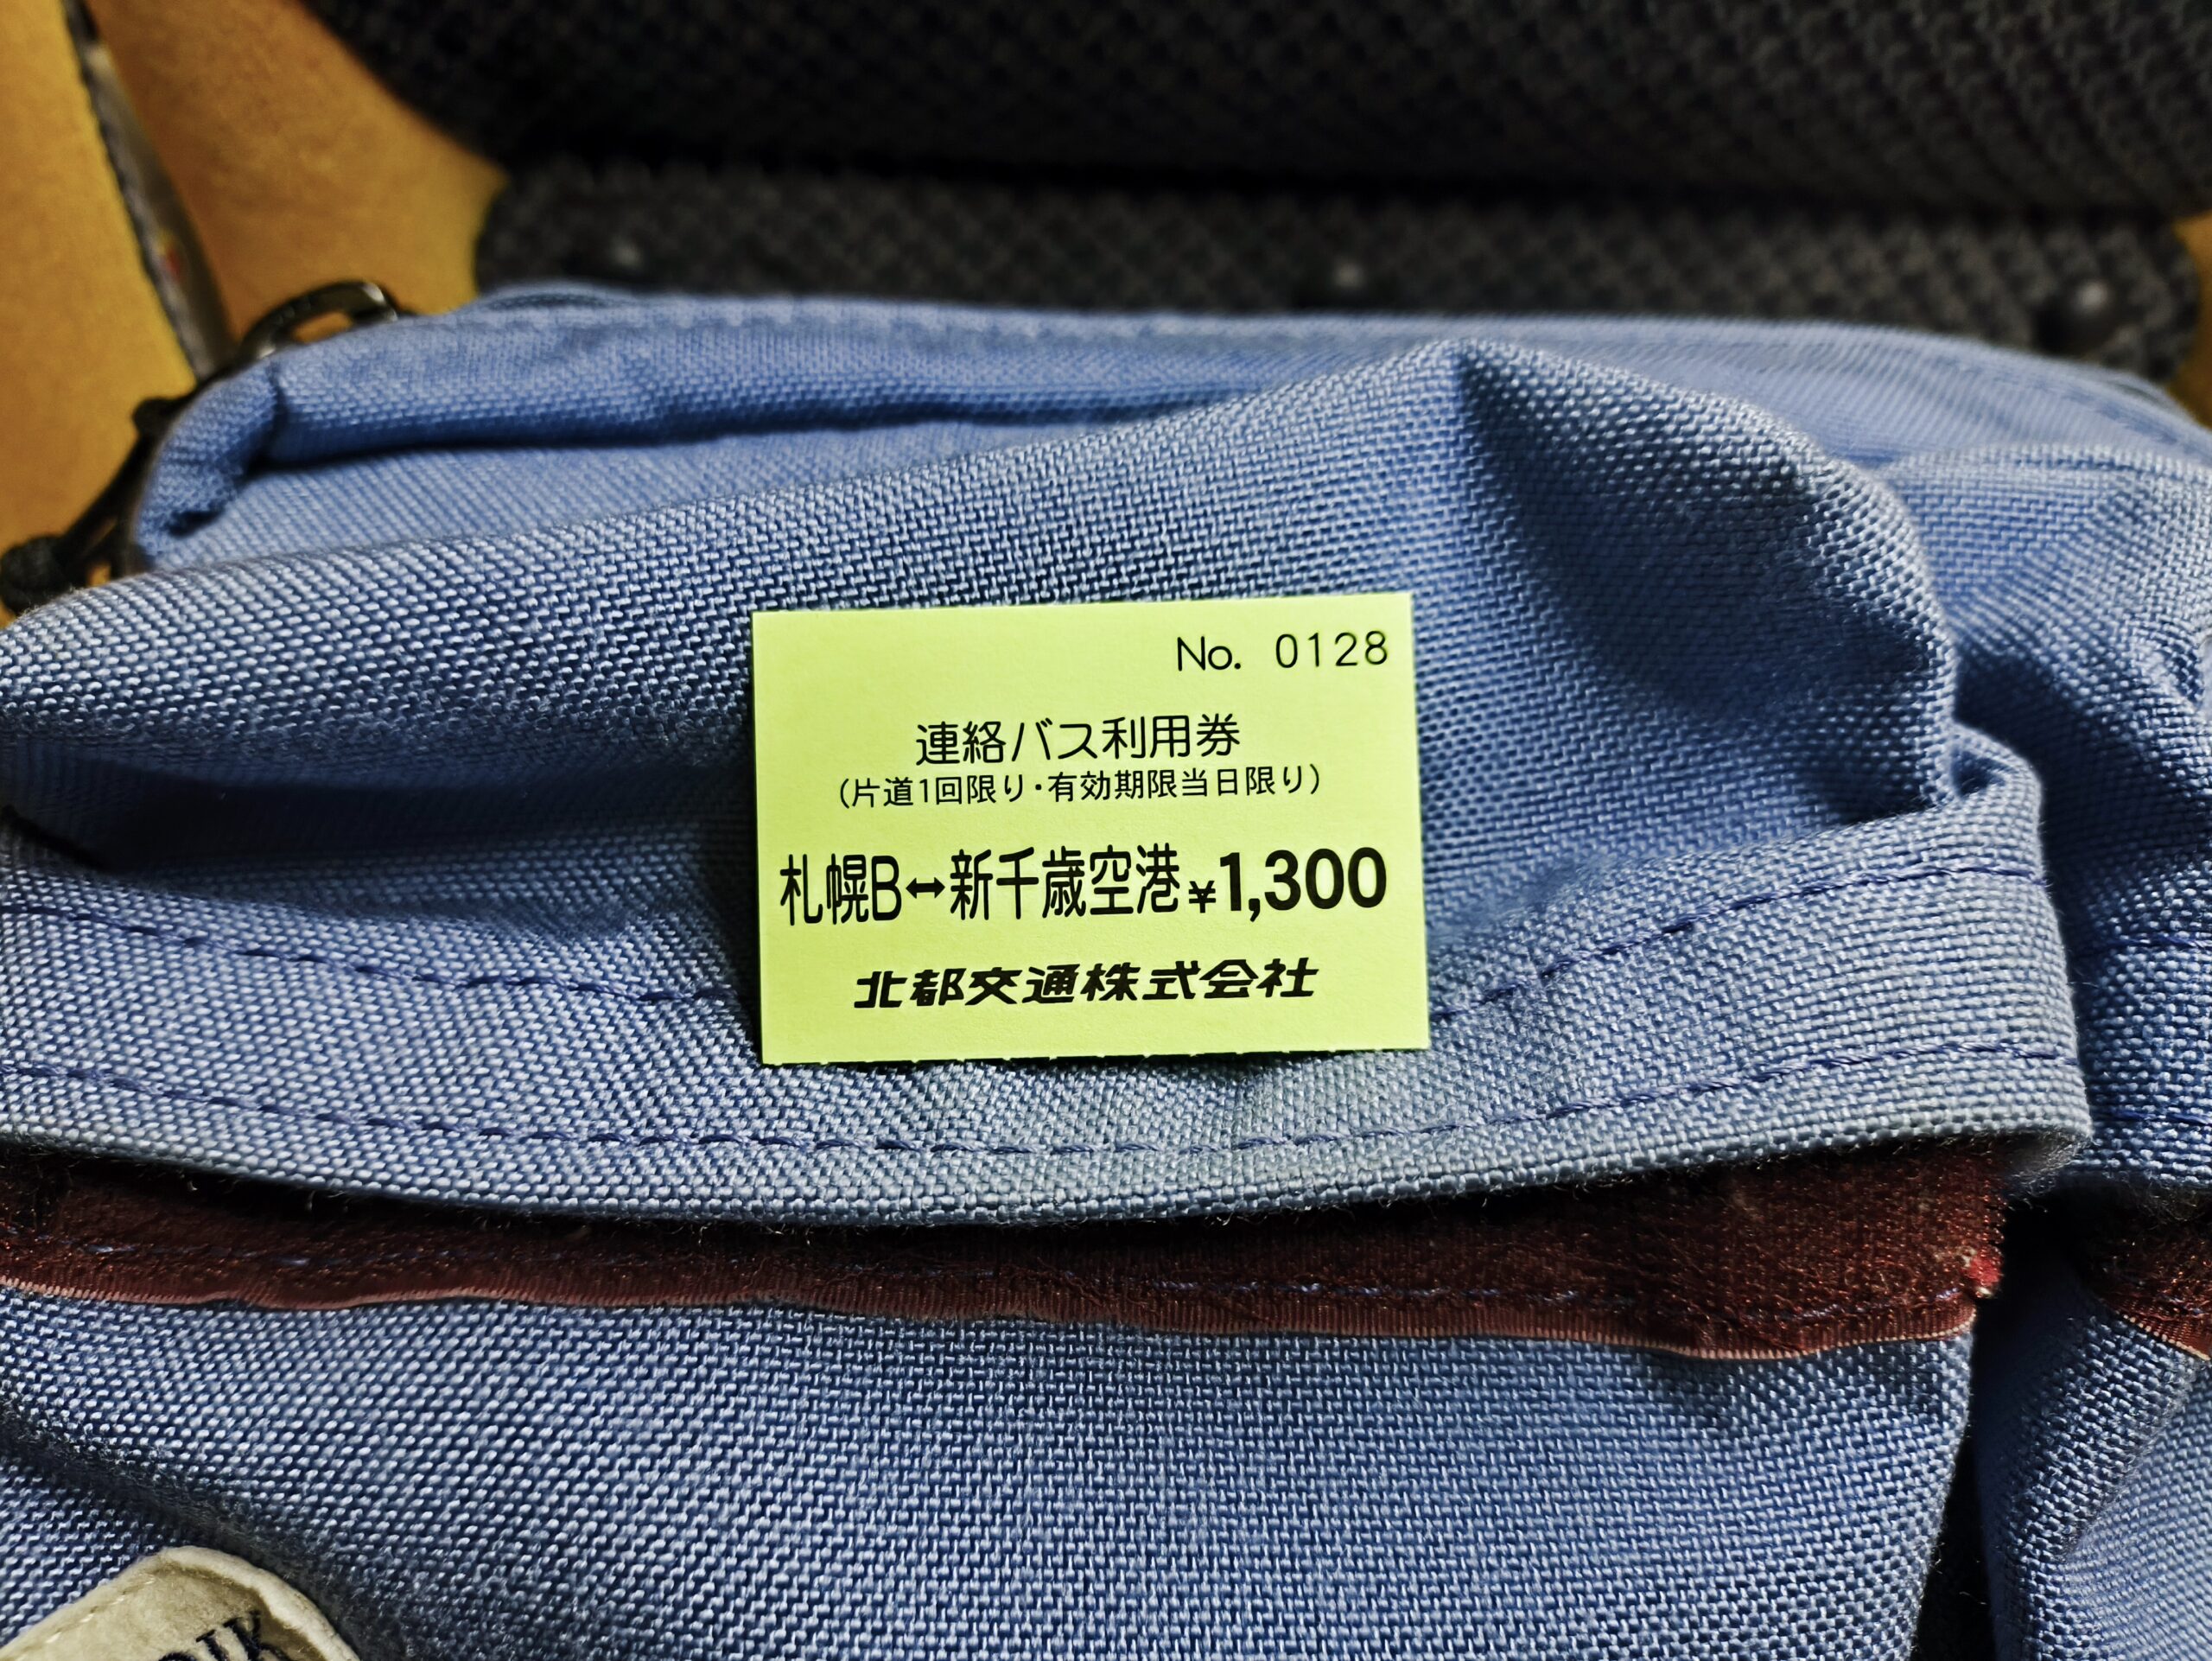 No. 0128
連絡バス利用券
(片道1回限り・有効期限当日限り)
札幌B↔新千歳空港¥1,300
北都交通株式会社